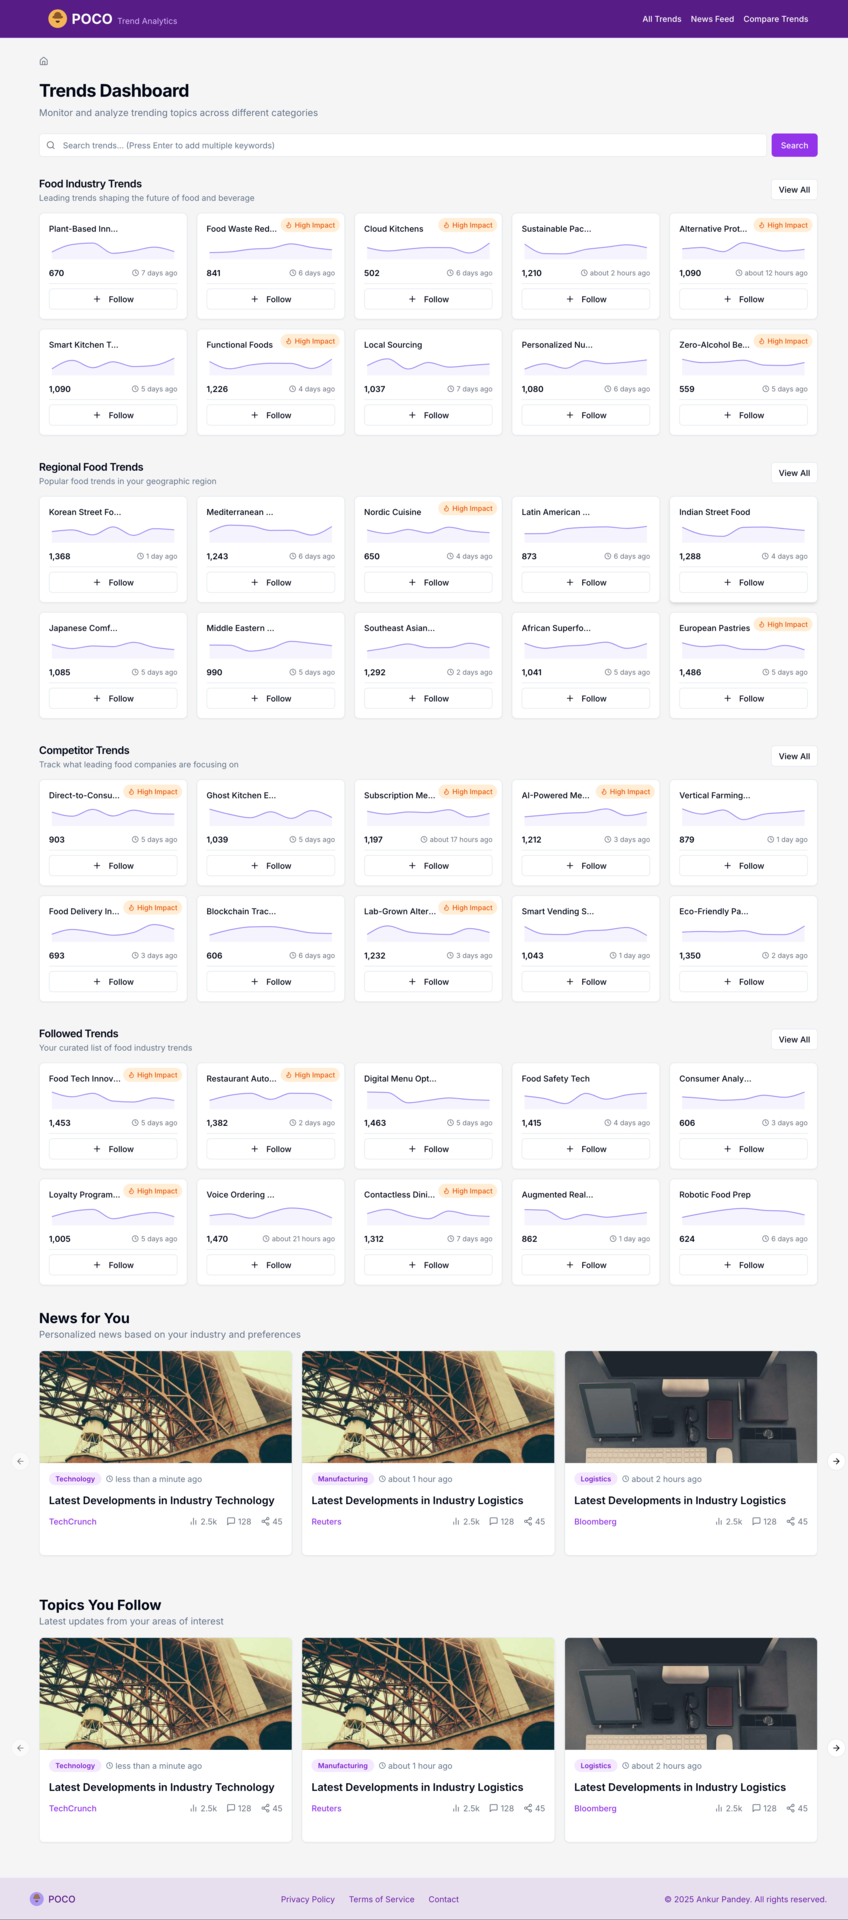 POCO Trend Analytics
All Trends News Feed Compare Trends
Trends Dashboard
Monitor and analyze trending topics across different categories
Search trends... (Press Enter to add multiple keywords)
Search
Food Industry Trends
Leading trends shaping the future of food and beverage
View All
Plant-Based Inn...
670 7 days ago
+ Follow
Food Waste Red... High Impact
841 6 days ago
+ Follow
Cloud Kitchens High Impact
502 6 days ago
+ Follow
Sustainable Pac...
1,210 about 2 hours ago
+ Follow
Alternative Prot... High Impact
1,090 about 12 hours ago
+ Follow
Smart Kitchen T...
1,090 5 days ago
+ Follow
Functional Foods High Impact
1,226 4 days ago
+ Follow
Local Sourcing
1,037 7 days ago
+ Follow
Personalized Nu...
1,080 6 days ago
+ Follow
Zero-Alcohol Be... High Impact
559 5 days ago
+ Follow
Regional Food Trends
Popular food trends in your geographic region
View All
Korean Street Fo...
1,368 1 day ago
+ Follow
Mediterranean ...
1,243 6 days ago
+ Follow
Nordic Cuisine High Impact
650 4 days ago
+ Follow
Latin American ...
873 6 days ago
+ Follow
Indian Street Food
1,288 4 days ago
+ Follow
Japanese Comf...
1,085 5 days ago
+ Follow
Middle Eastern ...
990 5 days ago
+ Follow
Southeast Asian...
1,292 2 days ago
+ Follow
African Superfo...
1,041 5 days ago
+ Follow
European Pastries High Impact
1,486 5 days ago
+ Follow
Competitor Trends
Track what leading food companies are focusing on
View All
Direct-to-Consu... High Impact
903 5 days ago
+ Follow
Ghost Kitchen E...
1,039 5 days ago
+ Follow
Subscription Me... High Impact
1,197 about 17 hours ago
+ Follow
AI-Powered Me... High Impact
1,212 3 days ago
+ Follow
Vertical Farming...
879 1 day ago
+ Follow
Food Delivery In... High Impact
693 3 days ago
+ Follow
Blockchain Trac...
606 6 days ago
+ Follow
Lab-Grown Alter... High Impact
1,232 3 days ago
+ Follow
Smart Vending S...
1,043 1 day ago
+ Follow
Eco-Friendly Pa...
1,350 2 days ago
+ Follow
Followed Trends
Your curated list of food industry trends
View All
Food Tech Innov... High Impact
1,453 5 days ago
+ Follow
Restaurant Auto... High Impact
1,382 2 days ago
+ Follow
Digital Menu Opt...
1,463 5 days ago
+ Follow
Food Safety Tech
1,415 4 days ago
+ Follow
Consumer Analy...
606 3 days ago
+ Follow
Loyalty Program... High Impact
1,005 5 days ago
+ Follow
Voice Ordering ...
1,470 about 21 hours ago
+ Follow
Contactless Dini... High Impact
1,312 7 days ago
+ Follow
Augmented Real...
862 1 day ago
+ Follow
Robotic Food Prep
624 6 days ago
+ Follow
News for You
Personalized news based on your industry and preferences
Technology less than a minute ago
Latest Developments in Industry Technology
TechCrunch 2.5k 128 45
Manufacturing about 1 hour ago
Latest Developments in Industry Logistics
Reuters 2.5k 128 45
Logistics about 2 hours ago
Latest Developments in Industry Logistics
Bloomberg 2.5k 128 45
Topics You Follow
Latest updates from your areas of interest
Technology less than a minute ago
Latest Developments in Industry Technology
TechCrunch 2.5k 128 45
Manufacturing about 1 hour ago
Latest Developments in Industry Logistics
Reuters 2.5k 128 45
Logistics about 2 hours ago
Latest Developments in Industry Logistics
Bloomberg 2.5k 128 45
POCO
Privacy Policy Terms of Service Contact
© 2025 Ankur Pandey. All rights reserved.